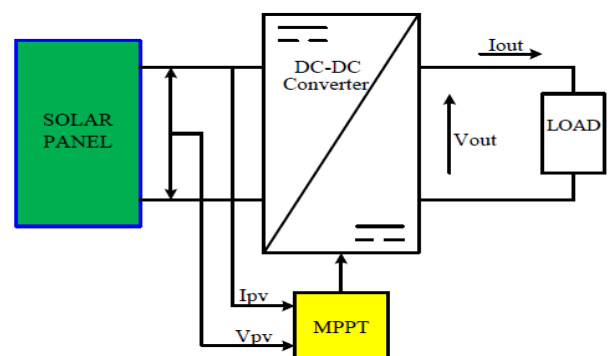 SOLAR
PANEL
DC-DC
Converter
Iout
Vout
LOAD
Ipv
Vpv
MPPT